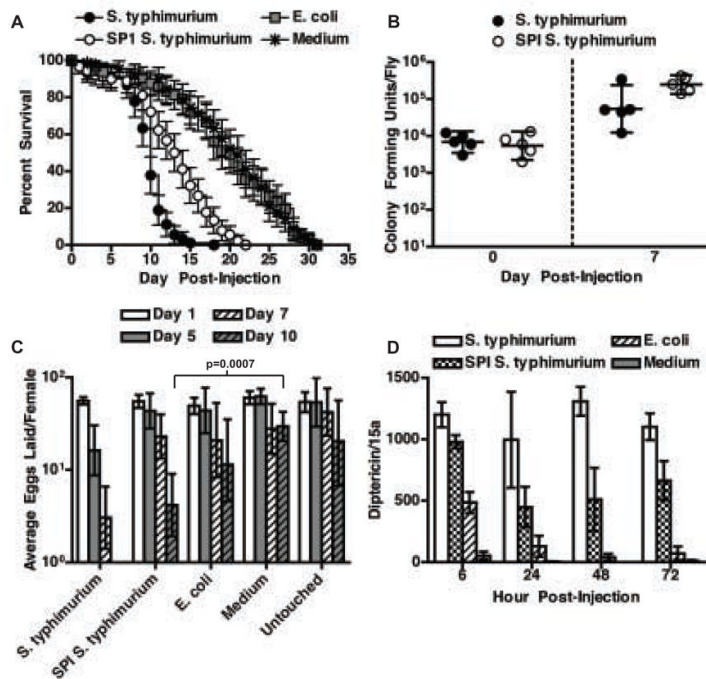 A
S. typhimurium
E. coli
SP1 S. typhimurium
Medium
Percent Survival
100
80
60
40
20
0
0 5 10 15 20 25 30 35
Day Post-Injection
B
S. typhimurium
SPI S. typhimurium
Colony Forming Units/Fly
10⁶
10⁵
10⁴
10³
10²
10¹
0 7
Day Post-Injection
Day 1 Day 7
Day 5 Day 10
C
p=0.0007
Average Eggs Laid/Female
10²
10¹
10⁰
S. typhimurium
SPI S. typhimurium
E. coli
Medium
Untouched
D
S. typhimurium
E. coli
SPI S. typhimurium
Medium
Diptericin/15a
1500
1000
500
0
6 24 48 72
Hour Post-Injection